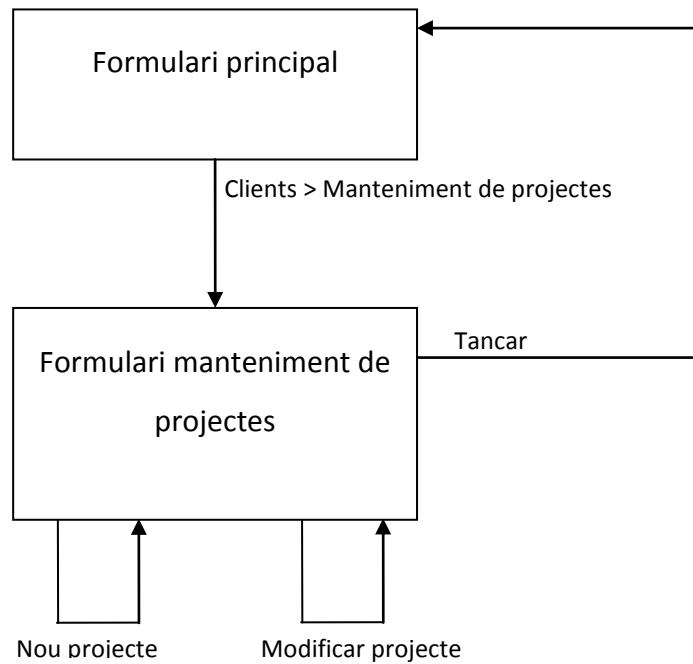 Formulari principal
Clients > Manteniment de projectes
Formulari manteniment de
projectes
Tancar
Nou projecte
Modificar projecte